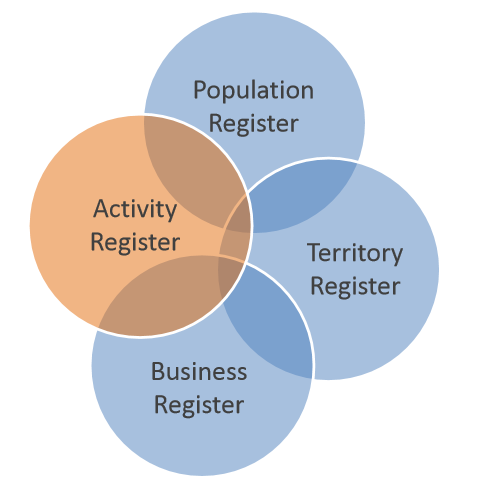 Population
Register
Activity
Register
Territory
Register
Business
Register